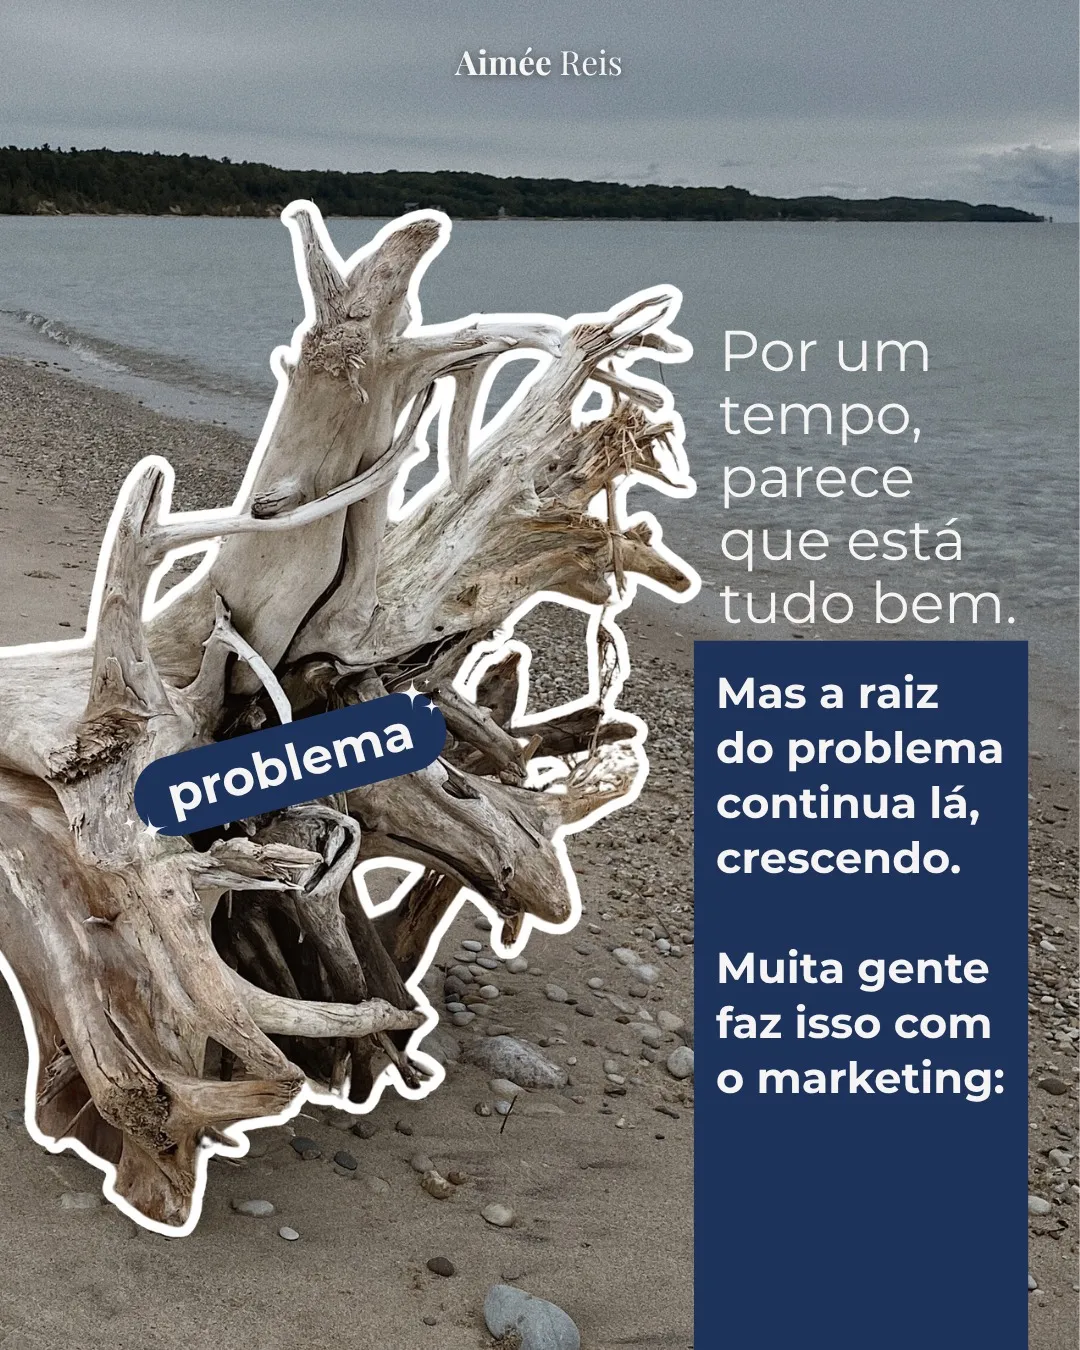 Aimée Reis
Por um
tempo,
parece
que está
tudo bem.
problema
Mas a raiz
do problema
continua lá,
crescendo.
Muita gente
faz isso com
o marketing: